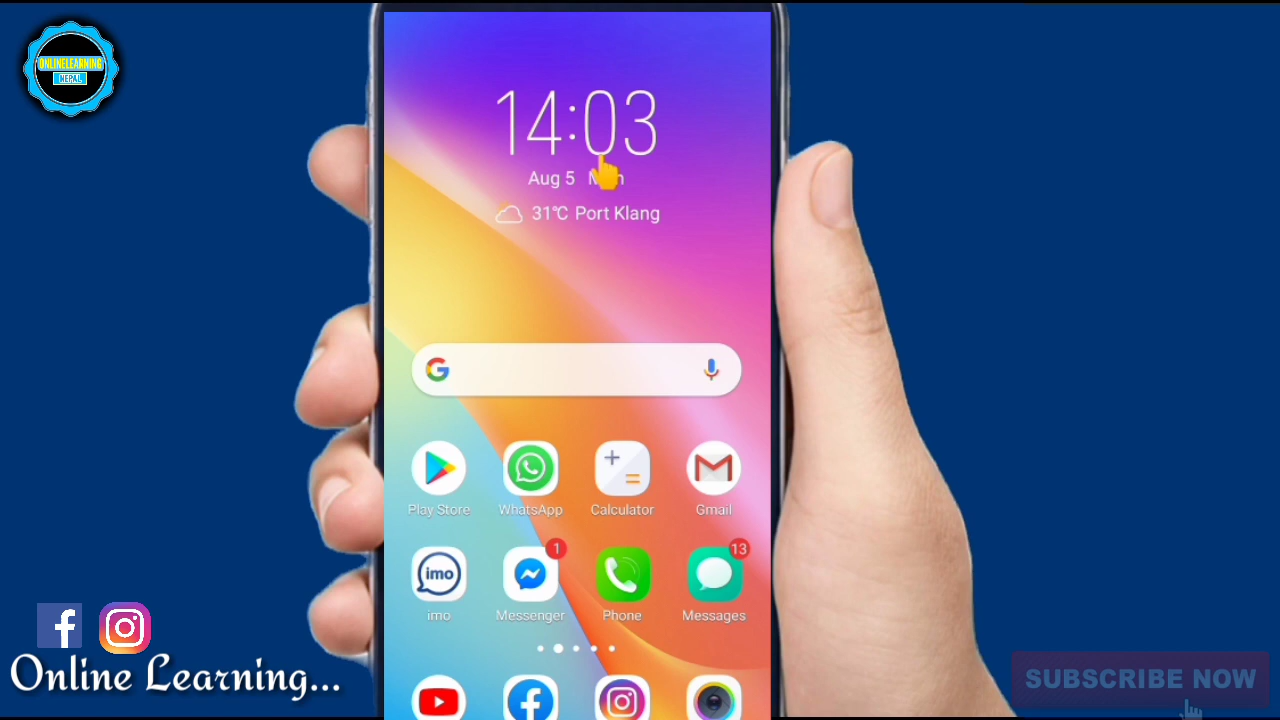 ONLINELEARNING
NEPAL
14:03
Aug 5
31°C Port Klang
Play Store
WhatsApp
Calculator
Gmail
imo
1
13
imo
Messenger
Phone
Messages
Online Learning...
SUBSCRIBE NOW